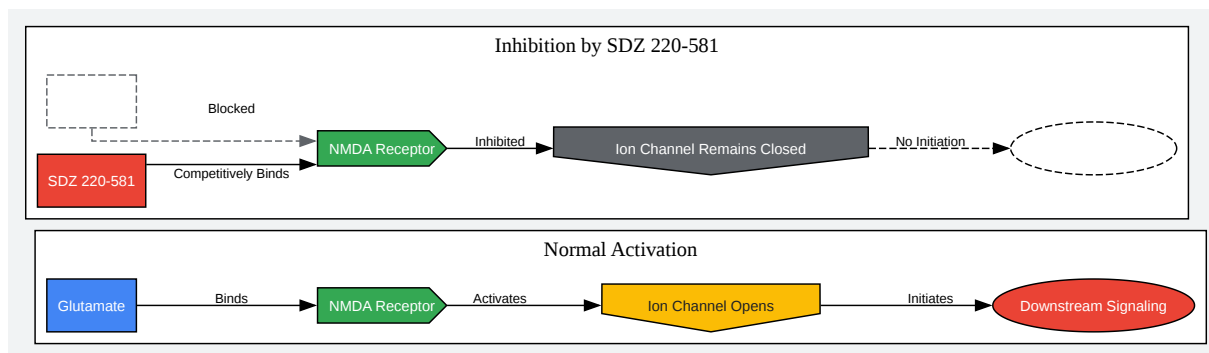 Inhibition by SDZ 220-581
Blocked
NMDA Receptor
Inhibited
Ion Channel Remains Closed
No Initiation
SDZ 220-581
Competitively Binds
Normal Activation
Glutamate
Binds
NMDA Receptor
Activates
Ion Channel Opens
Initiates
Downstream Signaling